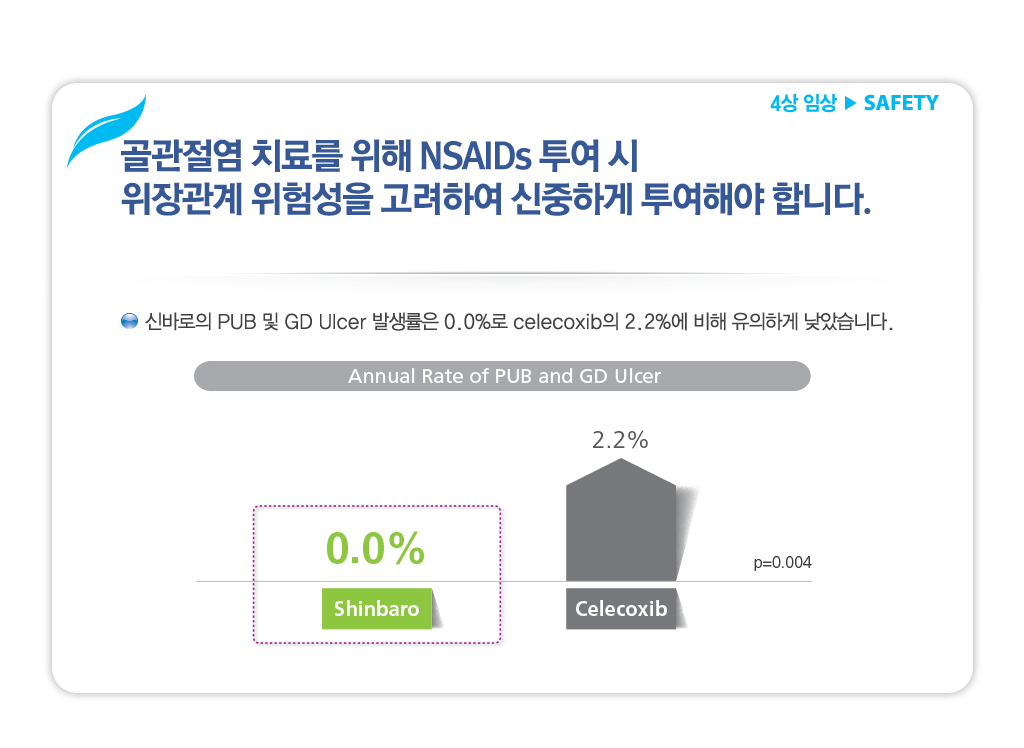 4상 임상 ▶ SAFETY
골관절염 치료를 위해 NSAIDs 투여 시
위장관계 위험성을 고려하여 신중하게 투여해야 합니다.
신바로의 PUB 및 GD Ulcer 발생률은 0.0%로 celecoxib의 2.2%에 비해 유의하게 낮았습니다.
Annual Rate of PUB and GD Ulcer
2.2%
0.0%
p=0.004
Shinbaro
Celecoxib